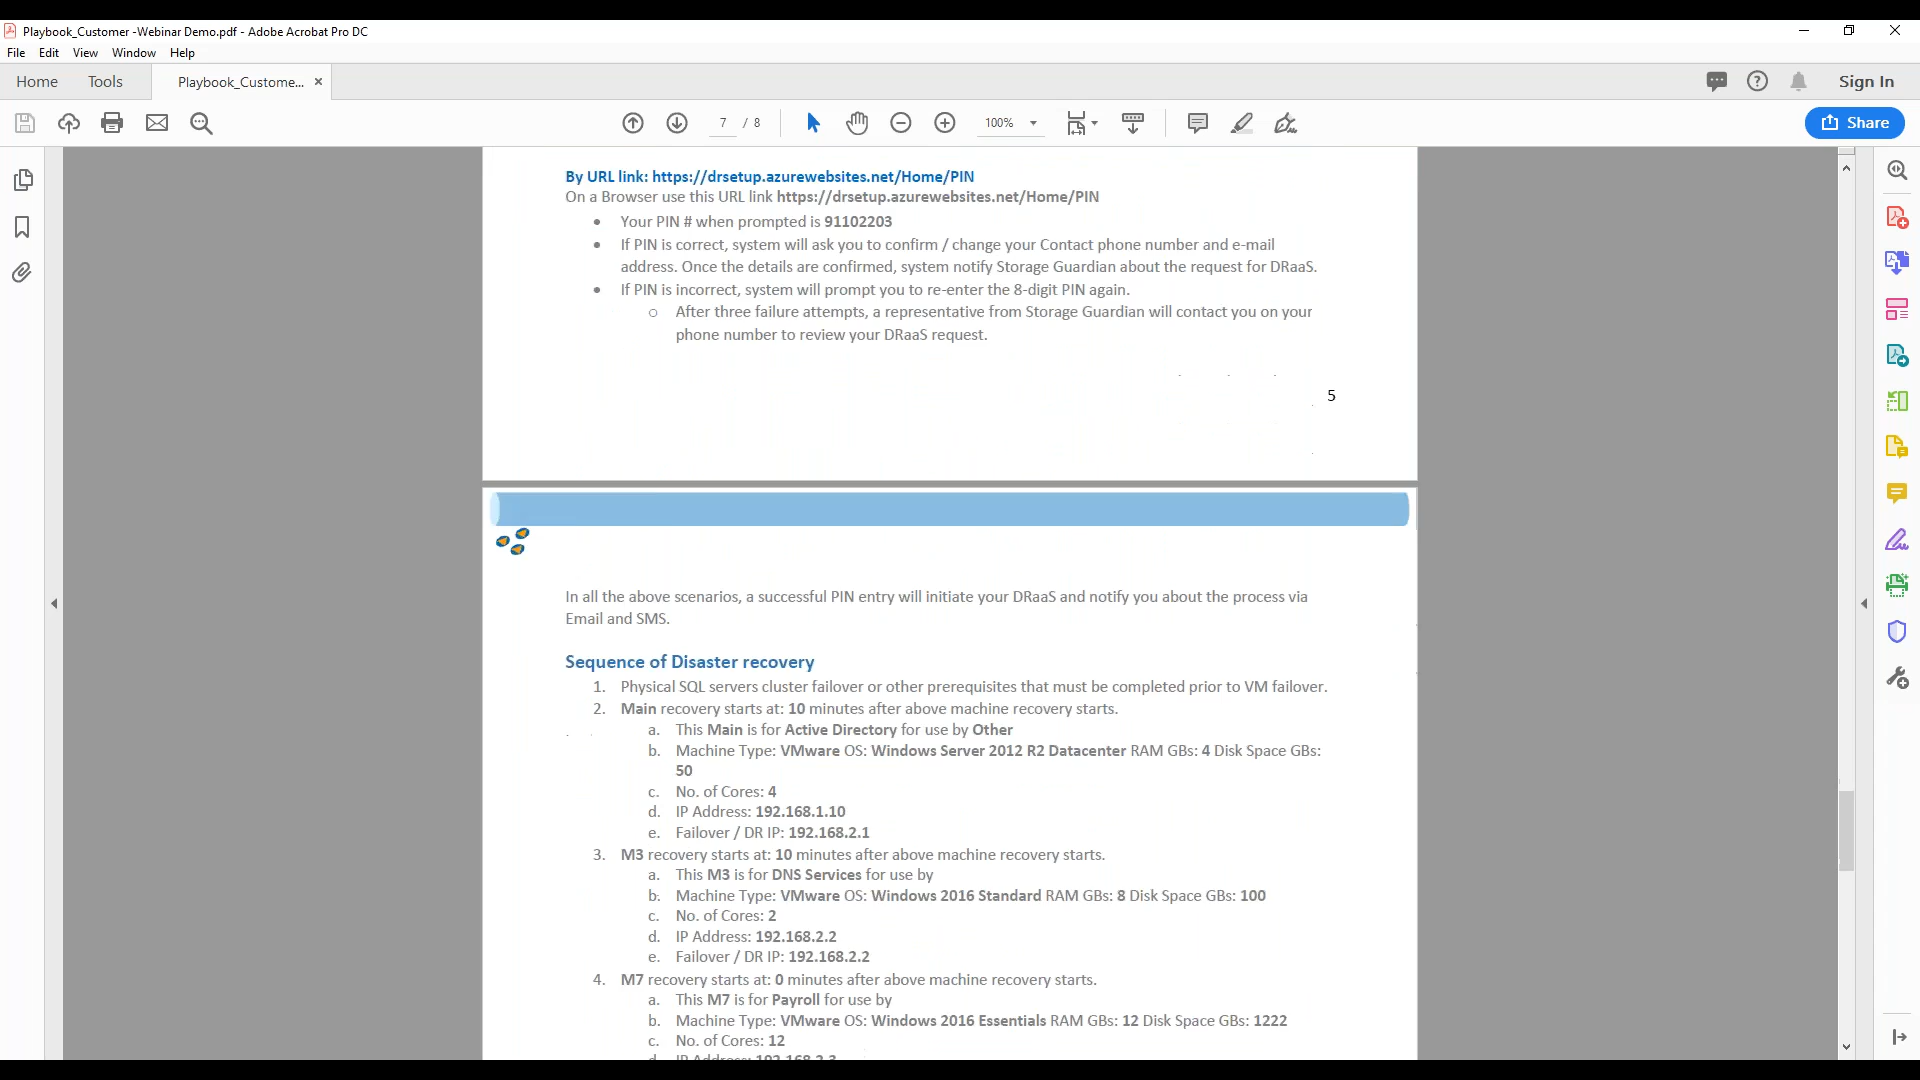 Playbook_Customer -Webinar Demo.pdf - Adobe Acrobat Pro DC
File Edit View Window Help
Home Tools Playbook_Custome... × Sign In
7 / 8 100% Share
By URL link: https://drsetup.azurewebsites.net/Home/PIN
On a Browser use this URL link https://drsetup.azurewebsites.net/Home/PIN
• Your PIN # when prompted is 91102203
• If PIN is correct, system will ask you to confirm / change your Contact phone number and e-mail
address. Once the details are confirmed, system notify Storage Guardian about the request for DRaaS.
• If PIN is incorrect, system will prompt you to re-enter the 8-digit PIN again.
o After three failure attempts, a representative from Storage Guardian will contact you on your
phone number to review your DRaaS request.
5
In all the above scenarios, a successful PIN entry will initiate your DRaaS and notify you about the process via
Email and SMS.
Sequence of Disaster recovery
1. Physical SQL servers cluster failover or other prerequisites that must be completed prior to VM failover.
2. Main recovery starts at: 10 minutes after above machine recovery starts.
a. This Main is for Active Directory for use by Other
b. Machine Type: VMware OS: Windows Server 2012 R2 Datacenter RAM GBs: 4 Disk Space GBs:
50
c. No. of Cores: 4
d. IP Address: 192.168.1.10
e. Failover / DR IP: 192.168.2.1
3. M3 recovery starts at: 10 minutes after above machine recovery starts.
a. This M3 is for DNS Services for use by
b. Machine Type: VMware OS: Windows 2016 Standard RAM GBs: 8 Disk Space GBs: 100
c. No. of Cores: 2
d. IP Address: 192.168.2.2
e. Failover / DR IP: 192.168.2.2
4. M7 recovery starts at: 0 minutes after above machine recovery starts.
a. This M7 is for Payroll for use by
b. Machine Type: VMware OS: Windows 2016 Essentials RAM GBs: 12 Disk Space GBs: 1222
c. No. of Cores: 12
d. IP Address: 192.168.2.3